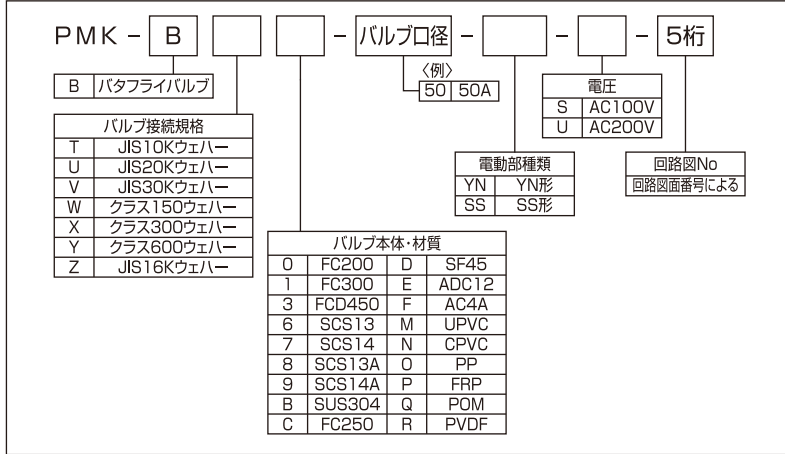 PMK - B - バルブ口径 - - - 5桁
B バタフライバルブ
〈例〉
50 50A
電圧
S AC100V
U AC200V
バルブ接続規格
T JIS10Kウェハー
U JIS20Kウェハー
V JIS30Kウェハー
W クラス150ウェハー
X クラス300ウェハー
Y クラス600ウェハー
Z JIS16Kウェハー
電動部種類
YN YN形
SS SS形
回路図No
回路図面番号による
バルブ本体・材質
0 FC200 D SF45
1 FC300 E ADC12
3 FCD450 F AC4A
6 SCS13 M UPVC
7 SCS14 N CPVC
8 SCS13A O PP
9 SCS14A P FRP
B SUS304 Q POM
C FC250 R PVDF